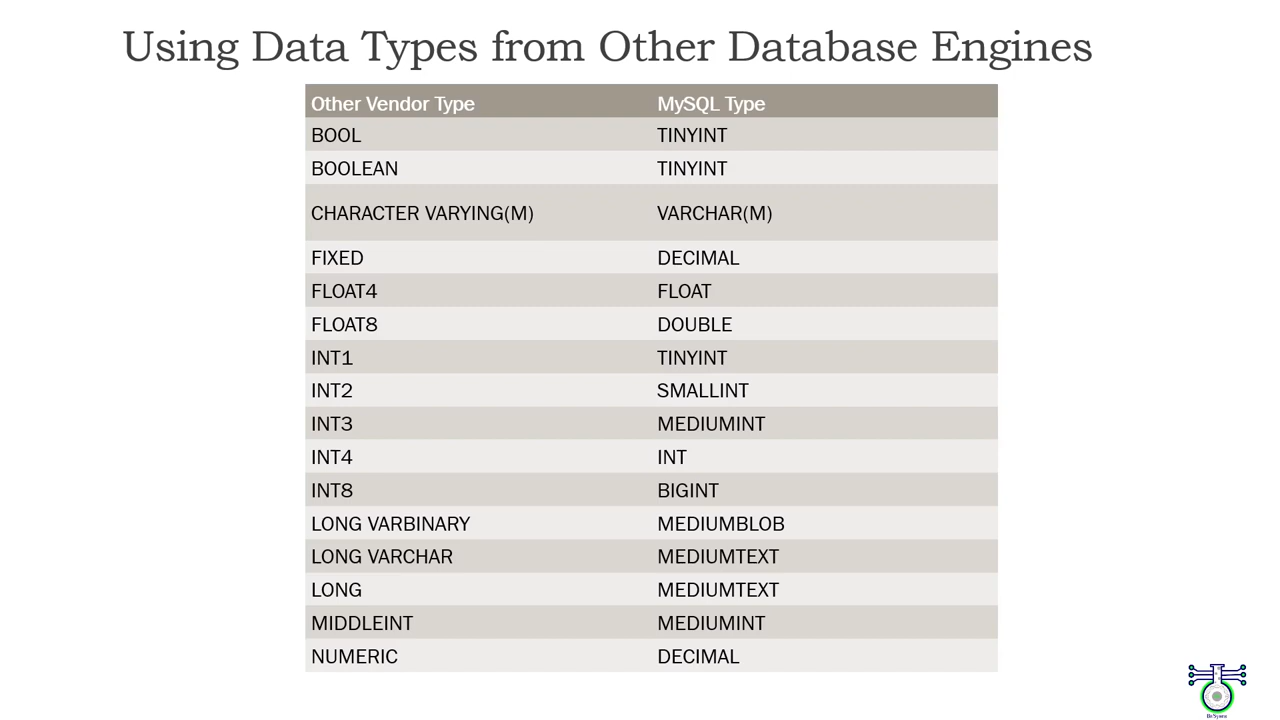 Using Data Types from Other Database Engines
Other Vendor Type MySQL Type
BOOL TINYINT
BOOLEAN TINYINT
CHARACTER VARYING(M) VARCHAR(M)
FIXED DECIMAL
FLOAT4 FLOAT
FLOAT8 DOUBLE
INT1 TINYINT
INT2 SMALLINT
INT3 MEDIUMINT
INT4 INT
INT8 BIGINT
LONG VARBINARY MEDIUMBLOB
LONG VARCHAR MEDIUMTEXT
LONG MEDIUMTEXT
MIDDLEINT MEDIUMINT
NUMERIC DECIMAL